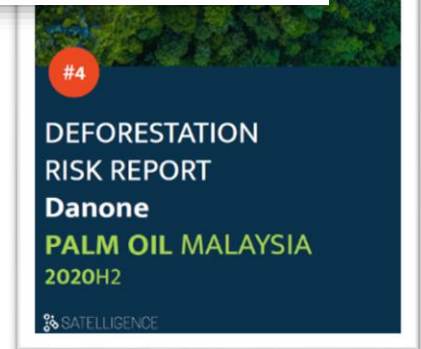 #4
DEFORESTATION
RISK REPORT
Danone
PALM OIL MALAYSIA
2020H2
SATELLIGENCE